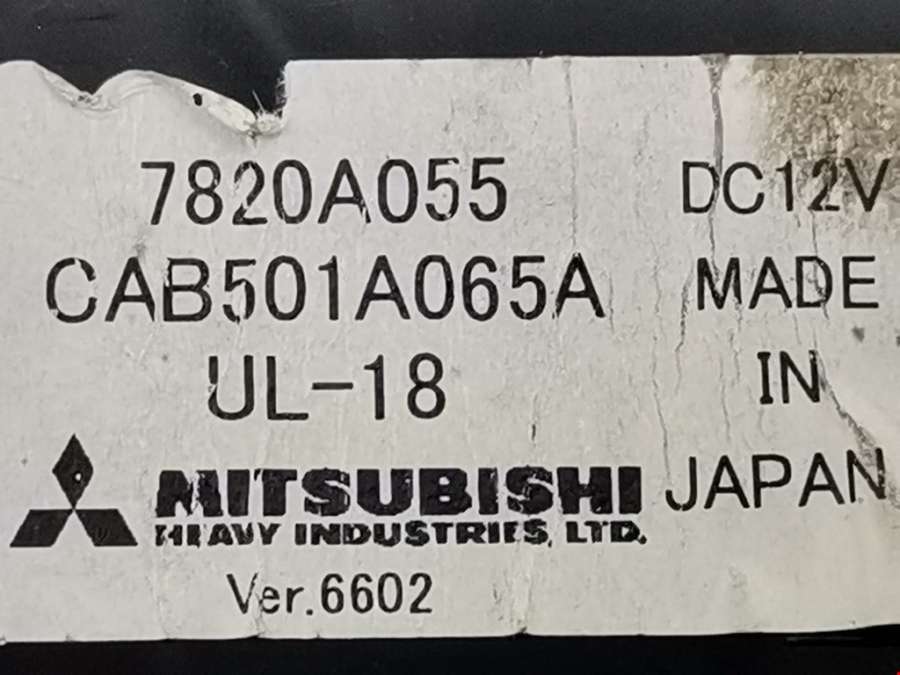 7820A055
CAB501A065A
UL-18
MITSUBISHI
HEAVY INDUSTRIES, LTD.
Ver.6602
DC12V
MADE
IN
JAPAN